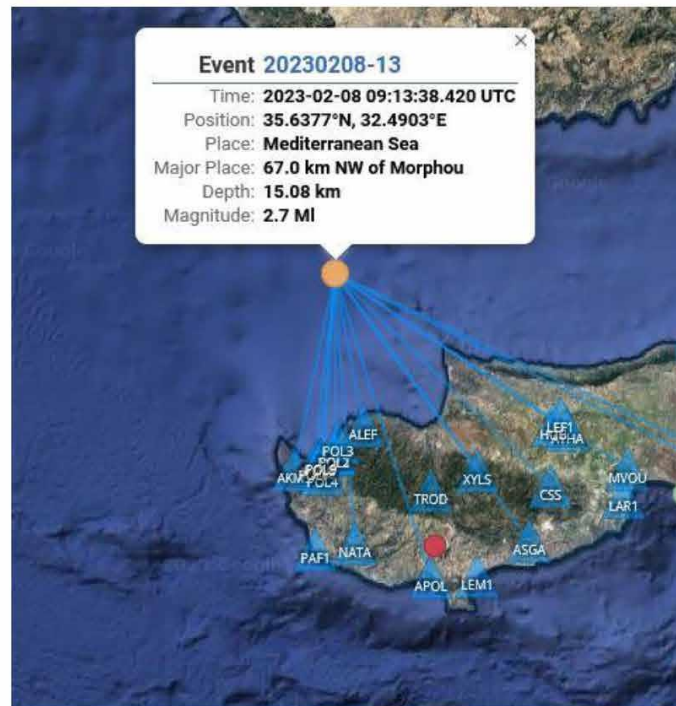 ×
Event 20230208-13
Time: 2023-02-08 09:13:38.420 UTC
Position: 35.6377°N, 32.4903°E
Place: Mediterranean Sea
Major Place: 67.0 km NW of Morphou
Depth: 15.08 km
Magnitude: 2.7 Ml
Google
ALEF
LEF1
POL3
POL2
POL9
POL4
XYLS
MVOU
TROD
CSS
LAR1
PAF1
NATA
ASGA
APOL
LEM1